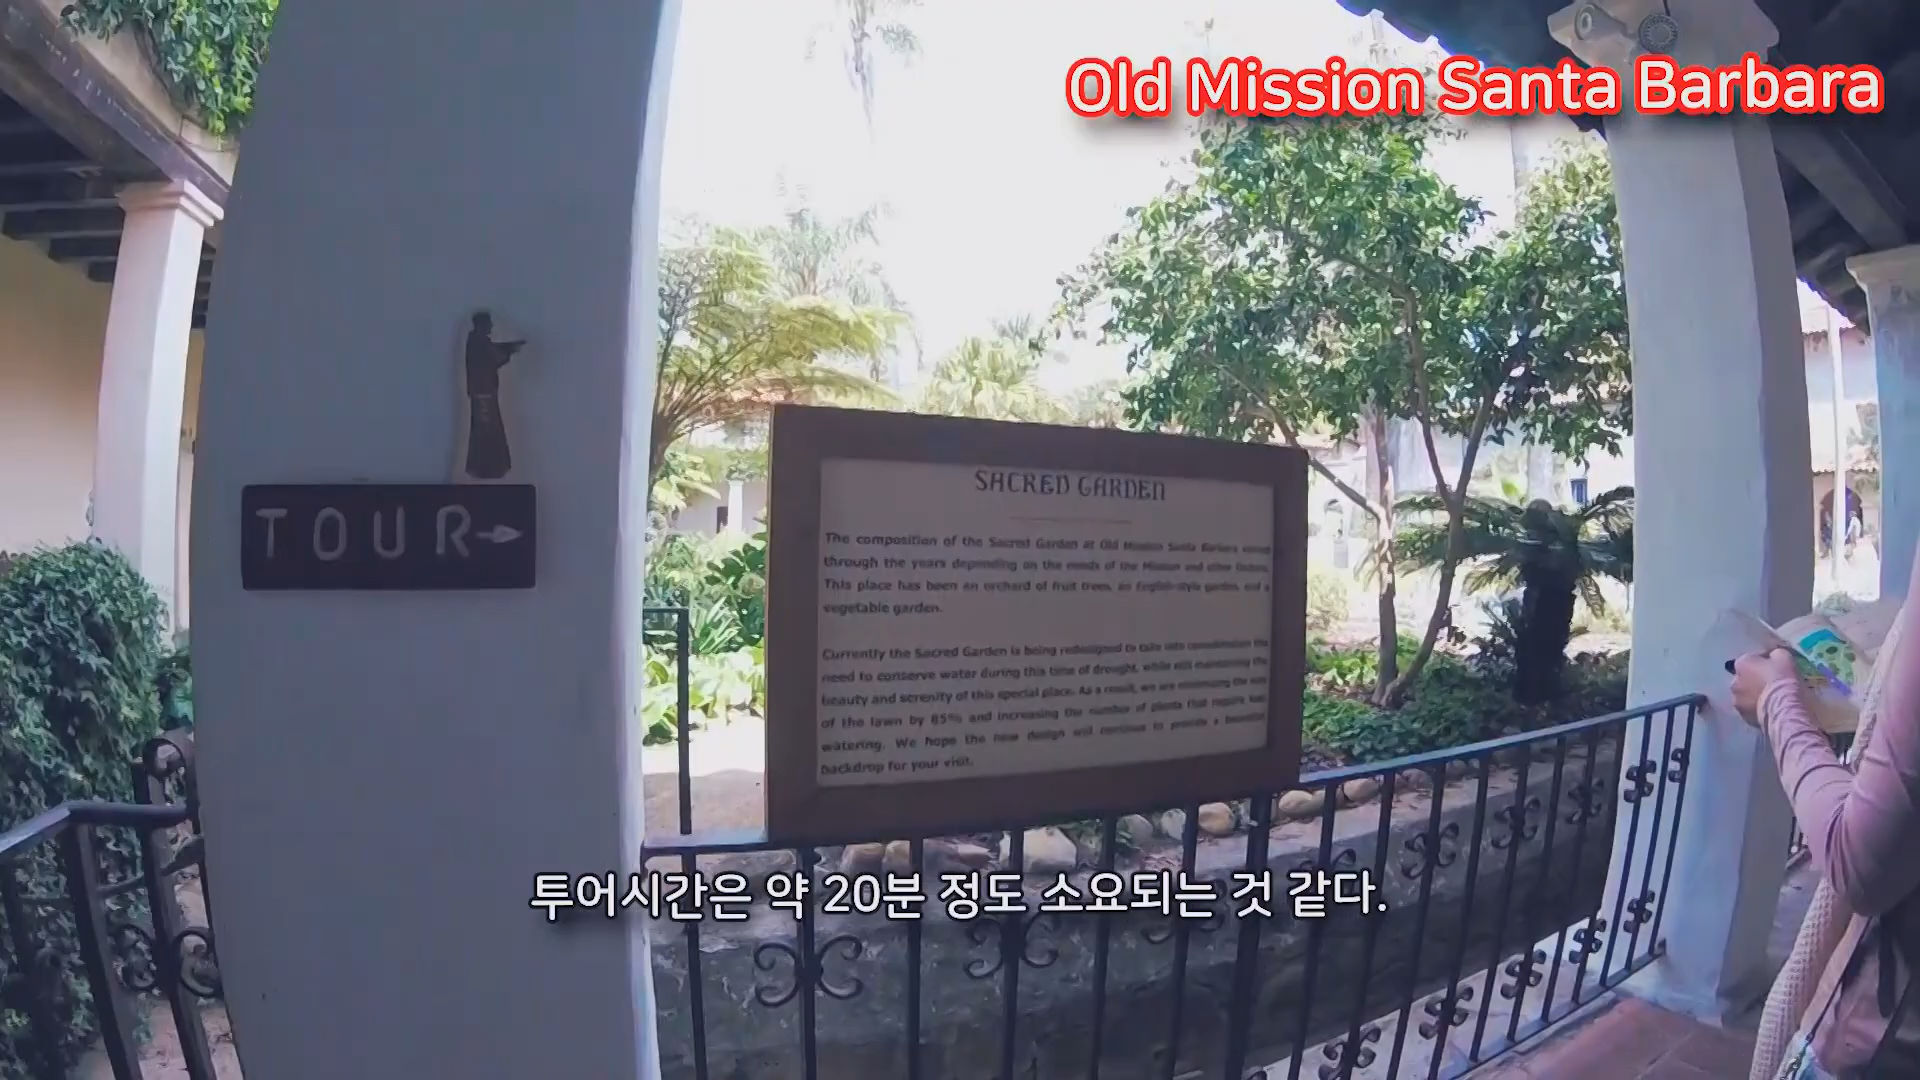 Old Mission Santa Barbara
TOUR
SACRED GARDEN
The composition of the Sacred Garden at Old Mission Santa Barbara
through the years depending on the needs of the Mission and other
This place has been an orchard of fruit trees, an English-style garden, and a
vegetable garden.
Currently the Sacred Garden is being redesigned to take into consideration the
need to conserve water during this time of drought, while still maintaining the
beauty and serenity of this special place. As a result, we are minimizing the
of the lawn by 85% and increasing the number of plants that require
watering. We hope the new design will continue to provide a beautiful
backdrop for your visit.
투어시간은 약 20분 정도 소요되는 것 같다.